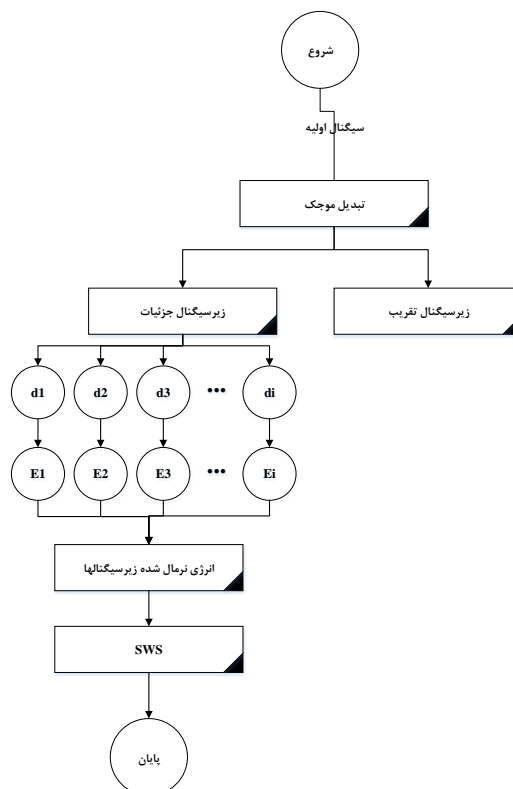 شروع
سیگنال اولیه
تبدیل موجک
زیرسیگنال جزئیات
زیرسیگنال تقریب
d1 d2 d3 ••• di
E1 E2 E3 ••• Ei
انرژی نرمال شده زیرسیگنالها
SWS
پایان